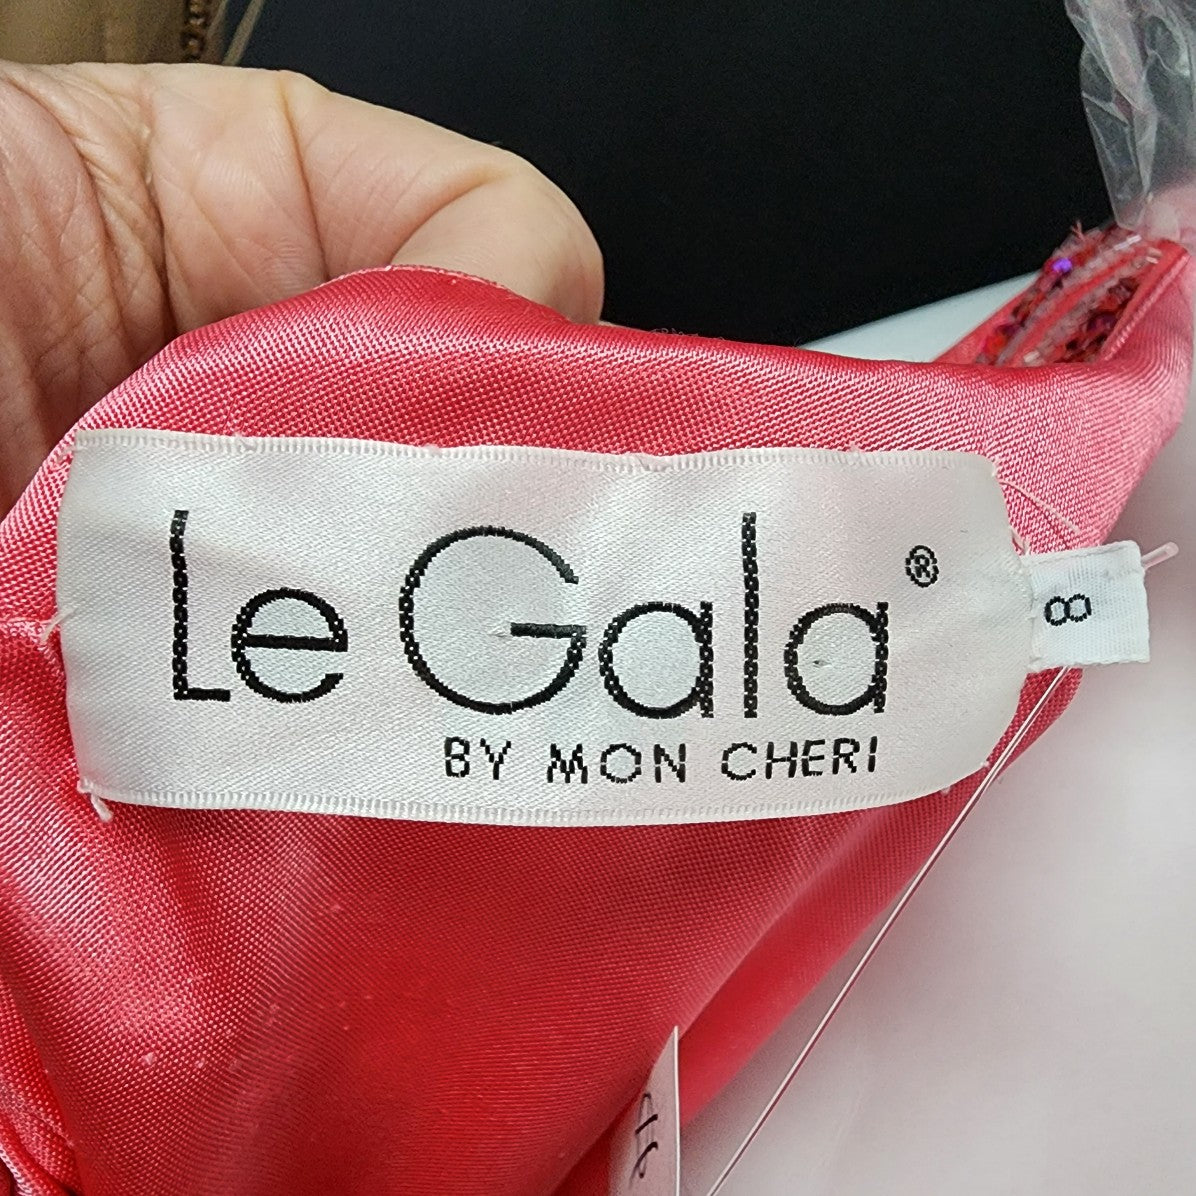 Le Gala®
BY MON CHERI
8